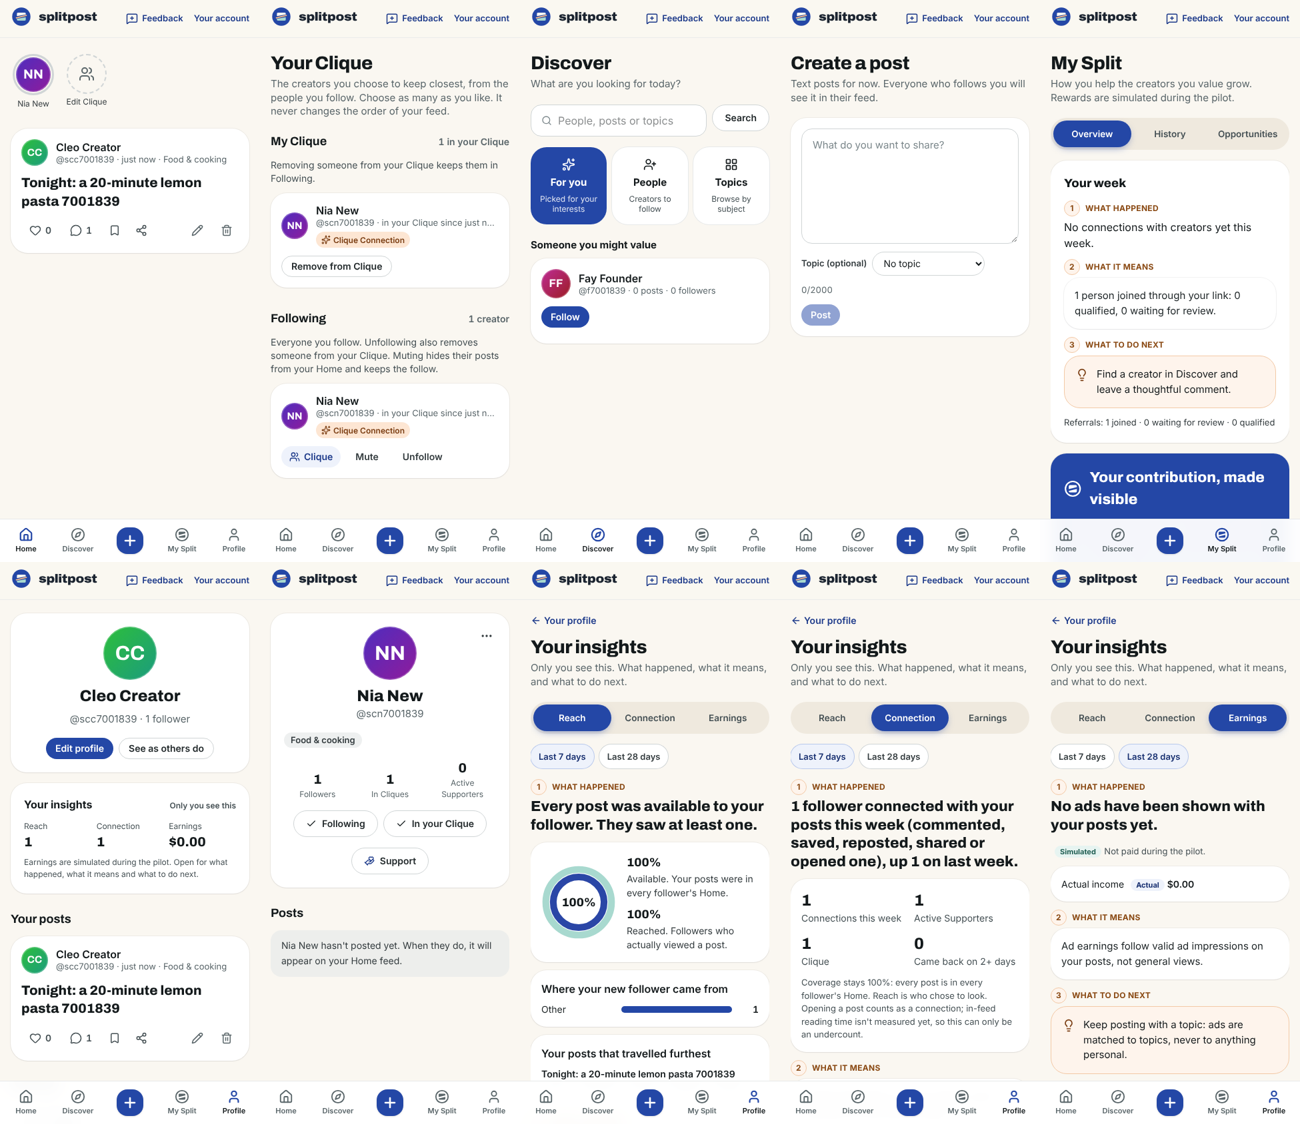 splitpost
Feedback
Your account
NN
Nia New
Edit Clique
CC
Cleo Creator
@scc7001839 · just now · Food & cooking
Tonight: a 20-minute lemon
pasta 7001839
0
1
Home
Discover
My Split
Profile
splitpost
Feedback
Your account
Your Clique
The creators you choose to keep closest, from the
people you follow. Choose as many as you like. It
never changes the order of your feed.
My Clique
1 in your Clique
Removing someone from your Clique keeps them in
Following.
NN
Nia New
@scn7001839 · in your Clique since just n...
Clique Connection
Remove from Clique
Following
1 creator
Everyone you follow. Unfollowing also removes
someone from your Clique. Muting hides their posts
from your Home and keeps the follow.
NN
Nia New
@scn7001839 · in your Clique since just n...
Clique Connection
Clique
Mute
Unfollow
Home
Discover
My Split
Profile
splitpost
Feedback
Your account
Discover
What are you looking for today?
People, posts or topics
Search
For you
Picked for your
interests
People
Creators to
follow
Topics
Browse by
subject
Someone you might value
FF
Fay Founder
@f7001839 · 0 posts · 0 followers
Follow
Home
Discover
My Split
Profile
splitpost
Feedback
Your account
Create a post
Text posts for now. Everyone who follows you will
see it in their feed.
What do you want to share?
Topic (optional)
No topic
0/2000
Post
Home
Discover
My Split
Profile
splitpost
Feedback
Your account
My Split
How you help the creators you value grow.
Rewards are simulated during the pilot.
Overview
History
Opportunities
Your week
1 WHAT HAPPENED
No connections with creators yet this
week.
2 WHAT IT MEANS
1 person joined through your link: 0
qualified, 0 waiting for review.
3 WHAT TO DO NEXT
Find a creator in Discover and
leave a thoughtful comment.
Referrals: 1 joined · 0 waiting for review · 0 qualified
Your contribution, made
visible
Home
Discover
My Split
Profile
splitpost
Feedback
Your account
CC
Cleo Creator
@scc7001839 · 1 follower
Edit profile
See as others do
Your insights
Only you see this
Reach
Connection
Earnings
1
1
$0.00
Earnings are simulated during the pilot. Open for what
happened, what it means and what to do next.
Your posts
CC
Cleo Creator
@scc7001839 · just now · Food & cooking
Tonight: a 20-minute lemon
pasta 7001839
0
1
Home
Discover
My Split
Profile
splitpost
Feedback
Your account
NN
Nia New
@scn7001839
Food & cooking
1
Followers
1
In Cliques
0
Active
Supporters
Following
In your Clique
Support
Posts
Nia New hasn't posted yet. When they do, it will
appear on your Home feed.
Home
Discover
My Split
Profile
splitpost
Feedback
Your account
Your profile
Your insights
Only you see this. What happened, what it means,
and what to do next.
Reach
Connection
Earnings
Last 7 days
Last 28 days
1 WHAT HAPPENED
Every post was available to your
follower. They saw at least one.
100%
100%
Available. Your posts were in
every follower's Home.
100%
Reached. Followers who
actually viewed a post.
Where your new follower came from
Other
1
Your posts that travelled furthest
Tonight: a 20-minute lemon pasta 7001839
Home
Discover
My Split
Profile
splitpost
Feedback
Your account
Your profile
Your insights
Only you see this. What happened, what it means,
and what to do next.
Reach
Connection
Earnings
Last 7 days
Last 28 days
1 WHAT HAPPENED
1 follower connected with your
posts this week (commented,
saved, reposted, shared or
opened one), up 1 on last week.
1
Connections this week
1
Active Supporters
1
Clique
0
Came back on 2+ days
Coverage stays 100%: every post is in every
follower's Home. Reach is who chose to look.
Opening a post counts as a connection; in-feed
reading time isn't measured yet, so this can only be
an undercount.
2 WHAT IT MEANS
Home
Discover
My Split
Profile
splitpost
Feedback
Your account
Your profile
Your insights
Only you see this. What happened, what it means,
and what to do next.
Reach
Connection
Earnings
Last 7 days
Last 28 days
1 WHAT HAPPENED
No ads have been shown with
your posts yet.
Simulated Not paid during the pilot.
Actual income Actual $0.00
2 WHAT IT MEANS
Ad earnings follow valid ad impressions on
your posts, not general views.
3 WHAT TO DO NEXT
Keep posting with a topic: ads are
matched to topics, never to anything
personal.
Home
Discover
My Split
Profile